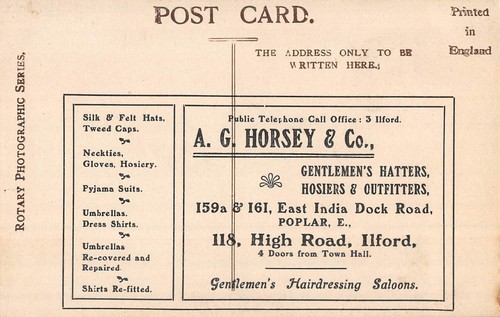 POST CARD.
Printed
in
England
THE ADDRESS ONLY TO BE
WRITTEN HERE.
ROTARY PHOTOGRAPHIC SERIES.
Silk & Felt Hats.
Tweed Caps.
Neckties,
Gloves, Hosiery.
Pyjama Suits.
Umbrellas.
Dress Shirts.
Umbrellas
Re-covered and
Repaired
Shirts Re-fitted.
Public Telephone Call Office : 3 Ilford.
A. G. HORSEY & Co.,
GENTLEMEN'S HATTERS,
HOSIERS & OUTFITTERS,
159a & 161, East India Dock Road,
POPLAR, E.,
118, High Road, Ilford,
4 Doors from Town Hall.
Gentlemen's Hairdressing Saloons.